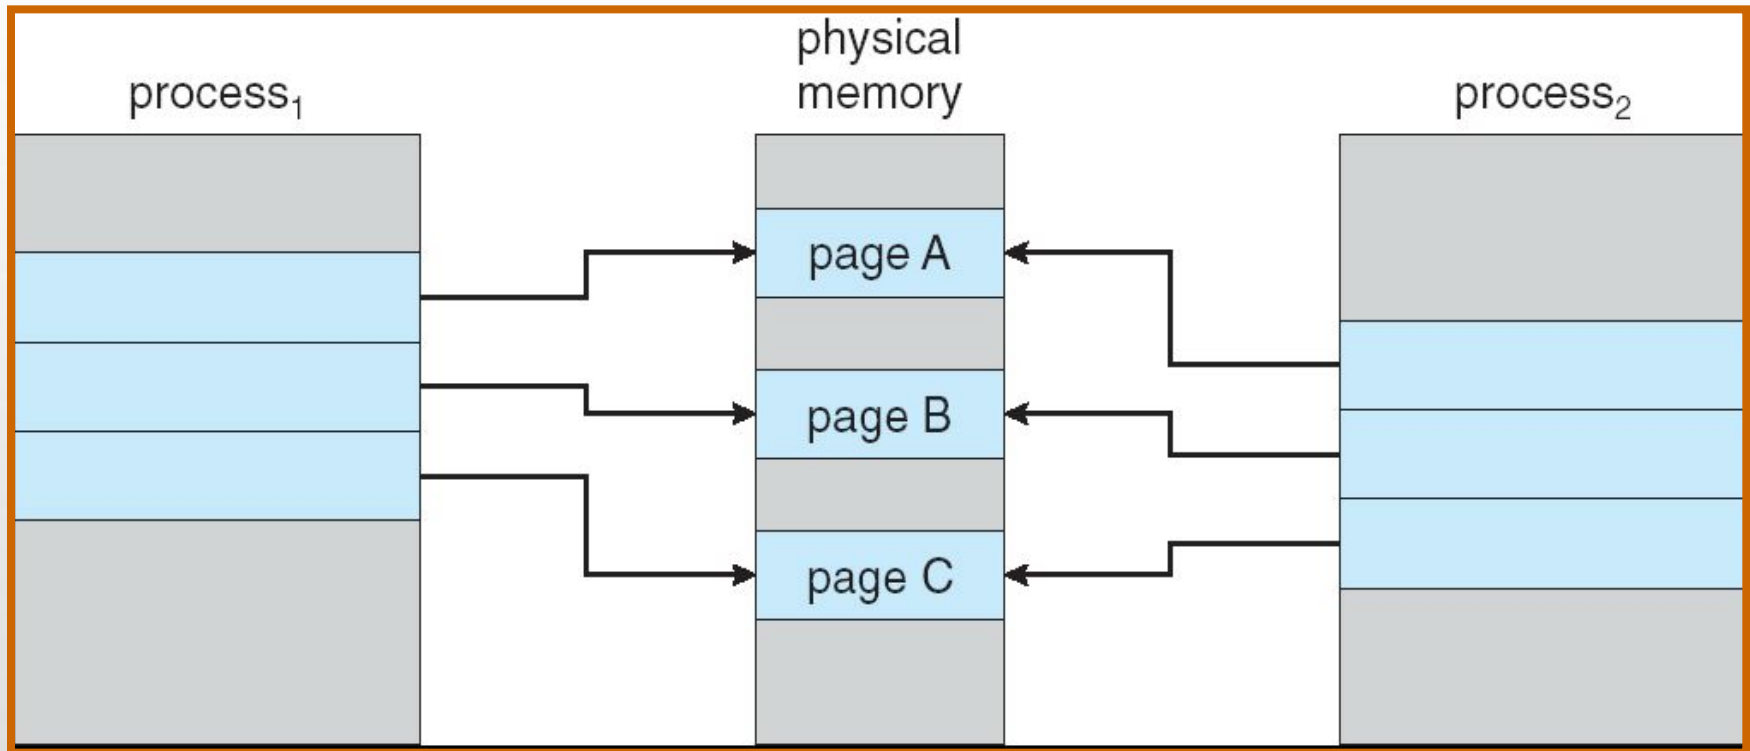 process₁
physical
memory
process₂
page A
page B
page C